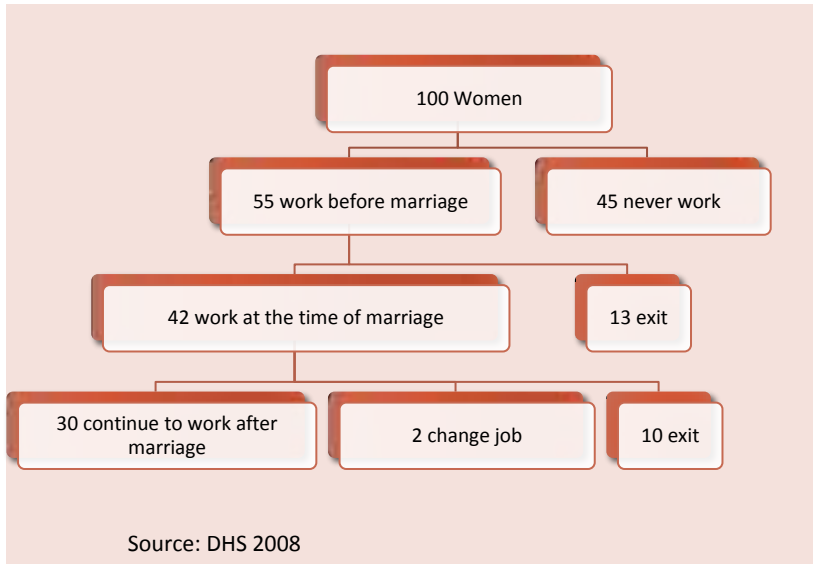 100 Women
55 work before marriage
45 never work
42 work at the time of marriage
13 exit
30 continue to work after
marriage
2 change job
10 exit
Source: DHS 2008